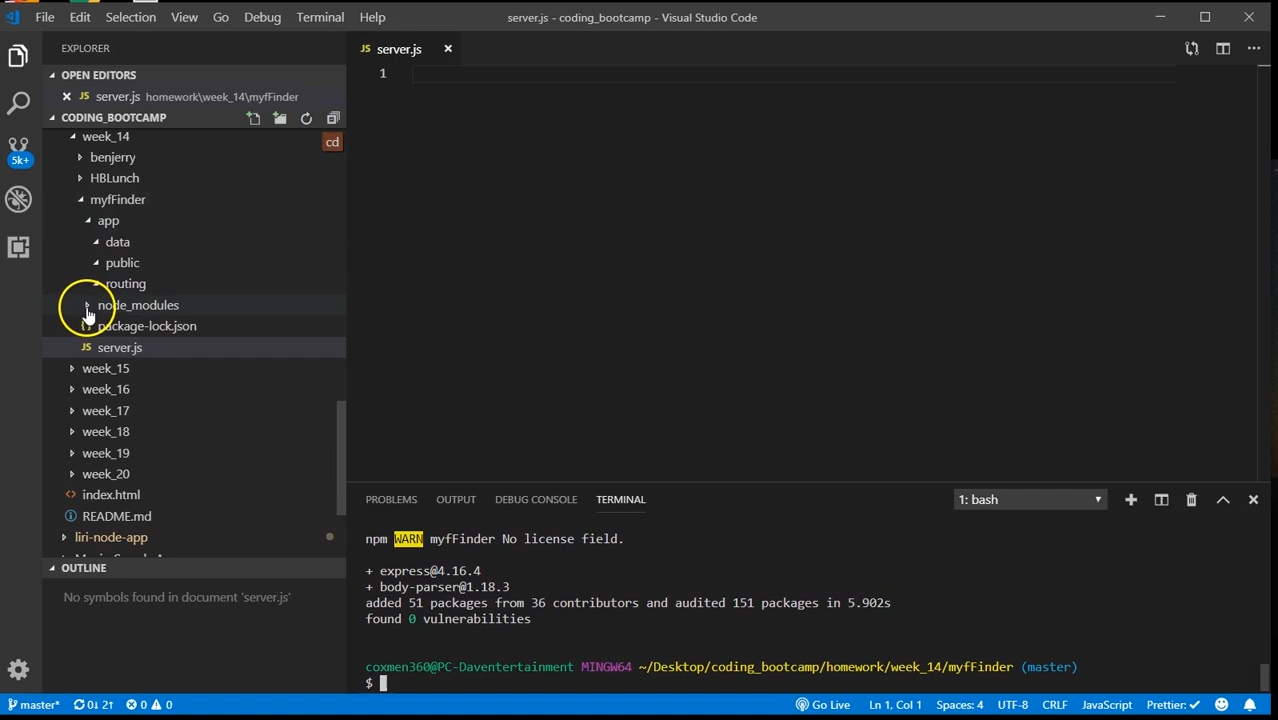 File Edit Selection View Go Debug Terminal Help
server.js - coding_bootcamp - Visual Studio Code
EXPLORER
OPEN EDITORS
JS server.js homework\week_14\myfFinder
CODING_BOOTCAMP
week_14
cd
benjerry
HBLunch
myfFinder
app
data
public
routing
node_modules
{} package-lock.json
JS server.js
week_15
week_16
week_17
week_18
week_19
week_20
<> index.html
README.md
liri-node-app
OUTLINE
No symbols found in document 'server.js'
5k+
JS server.js
1
PROBLEMS OUTPUT DEBUG CONSOLE TERMINAL
1: bash
npm WARN myfFinder No license field.
+ express@4.16.4
+ body-parser@1.18.3
added 51 packages from 36 contributors and audited 151 packages in 5.902s
found 0 vulnerabilities
coxmen360@PC-Daventertainment MINGW64 ~/Desktop/coding_bootcamp/homework/week_14/myfFinder (master)
$
master* 0↓ 2↑ 0 0 Go Live Ln 1, Col 1 Spaces: 4 UTF-8 CRLF JavaScript Prettier: ✓